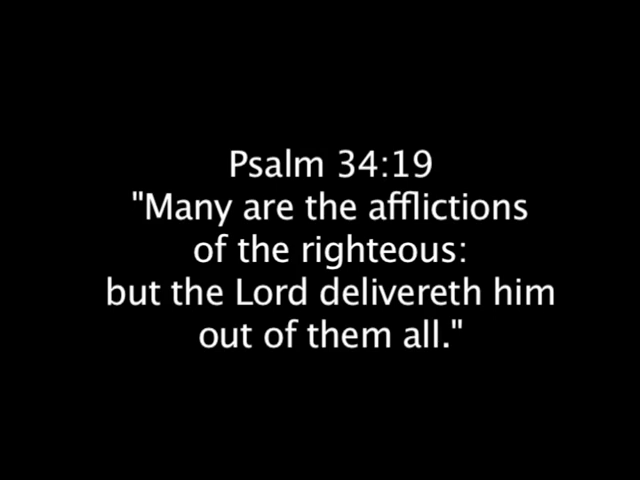 Psalm 34:19
"Many are the afflictions
of the righteous:
but the Lord delivereth him
out of them all."